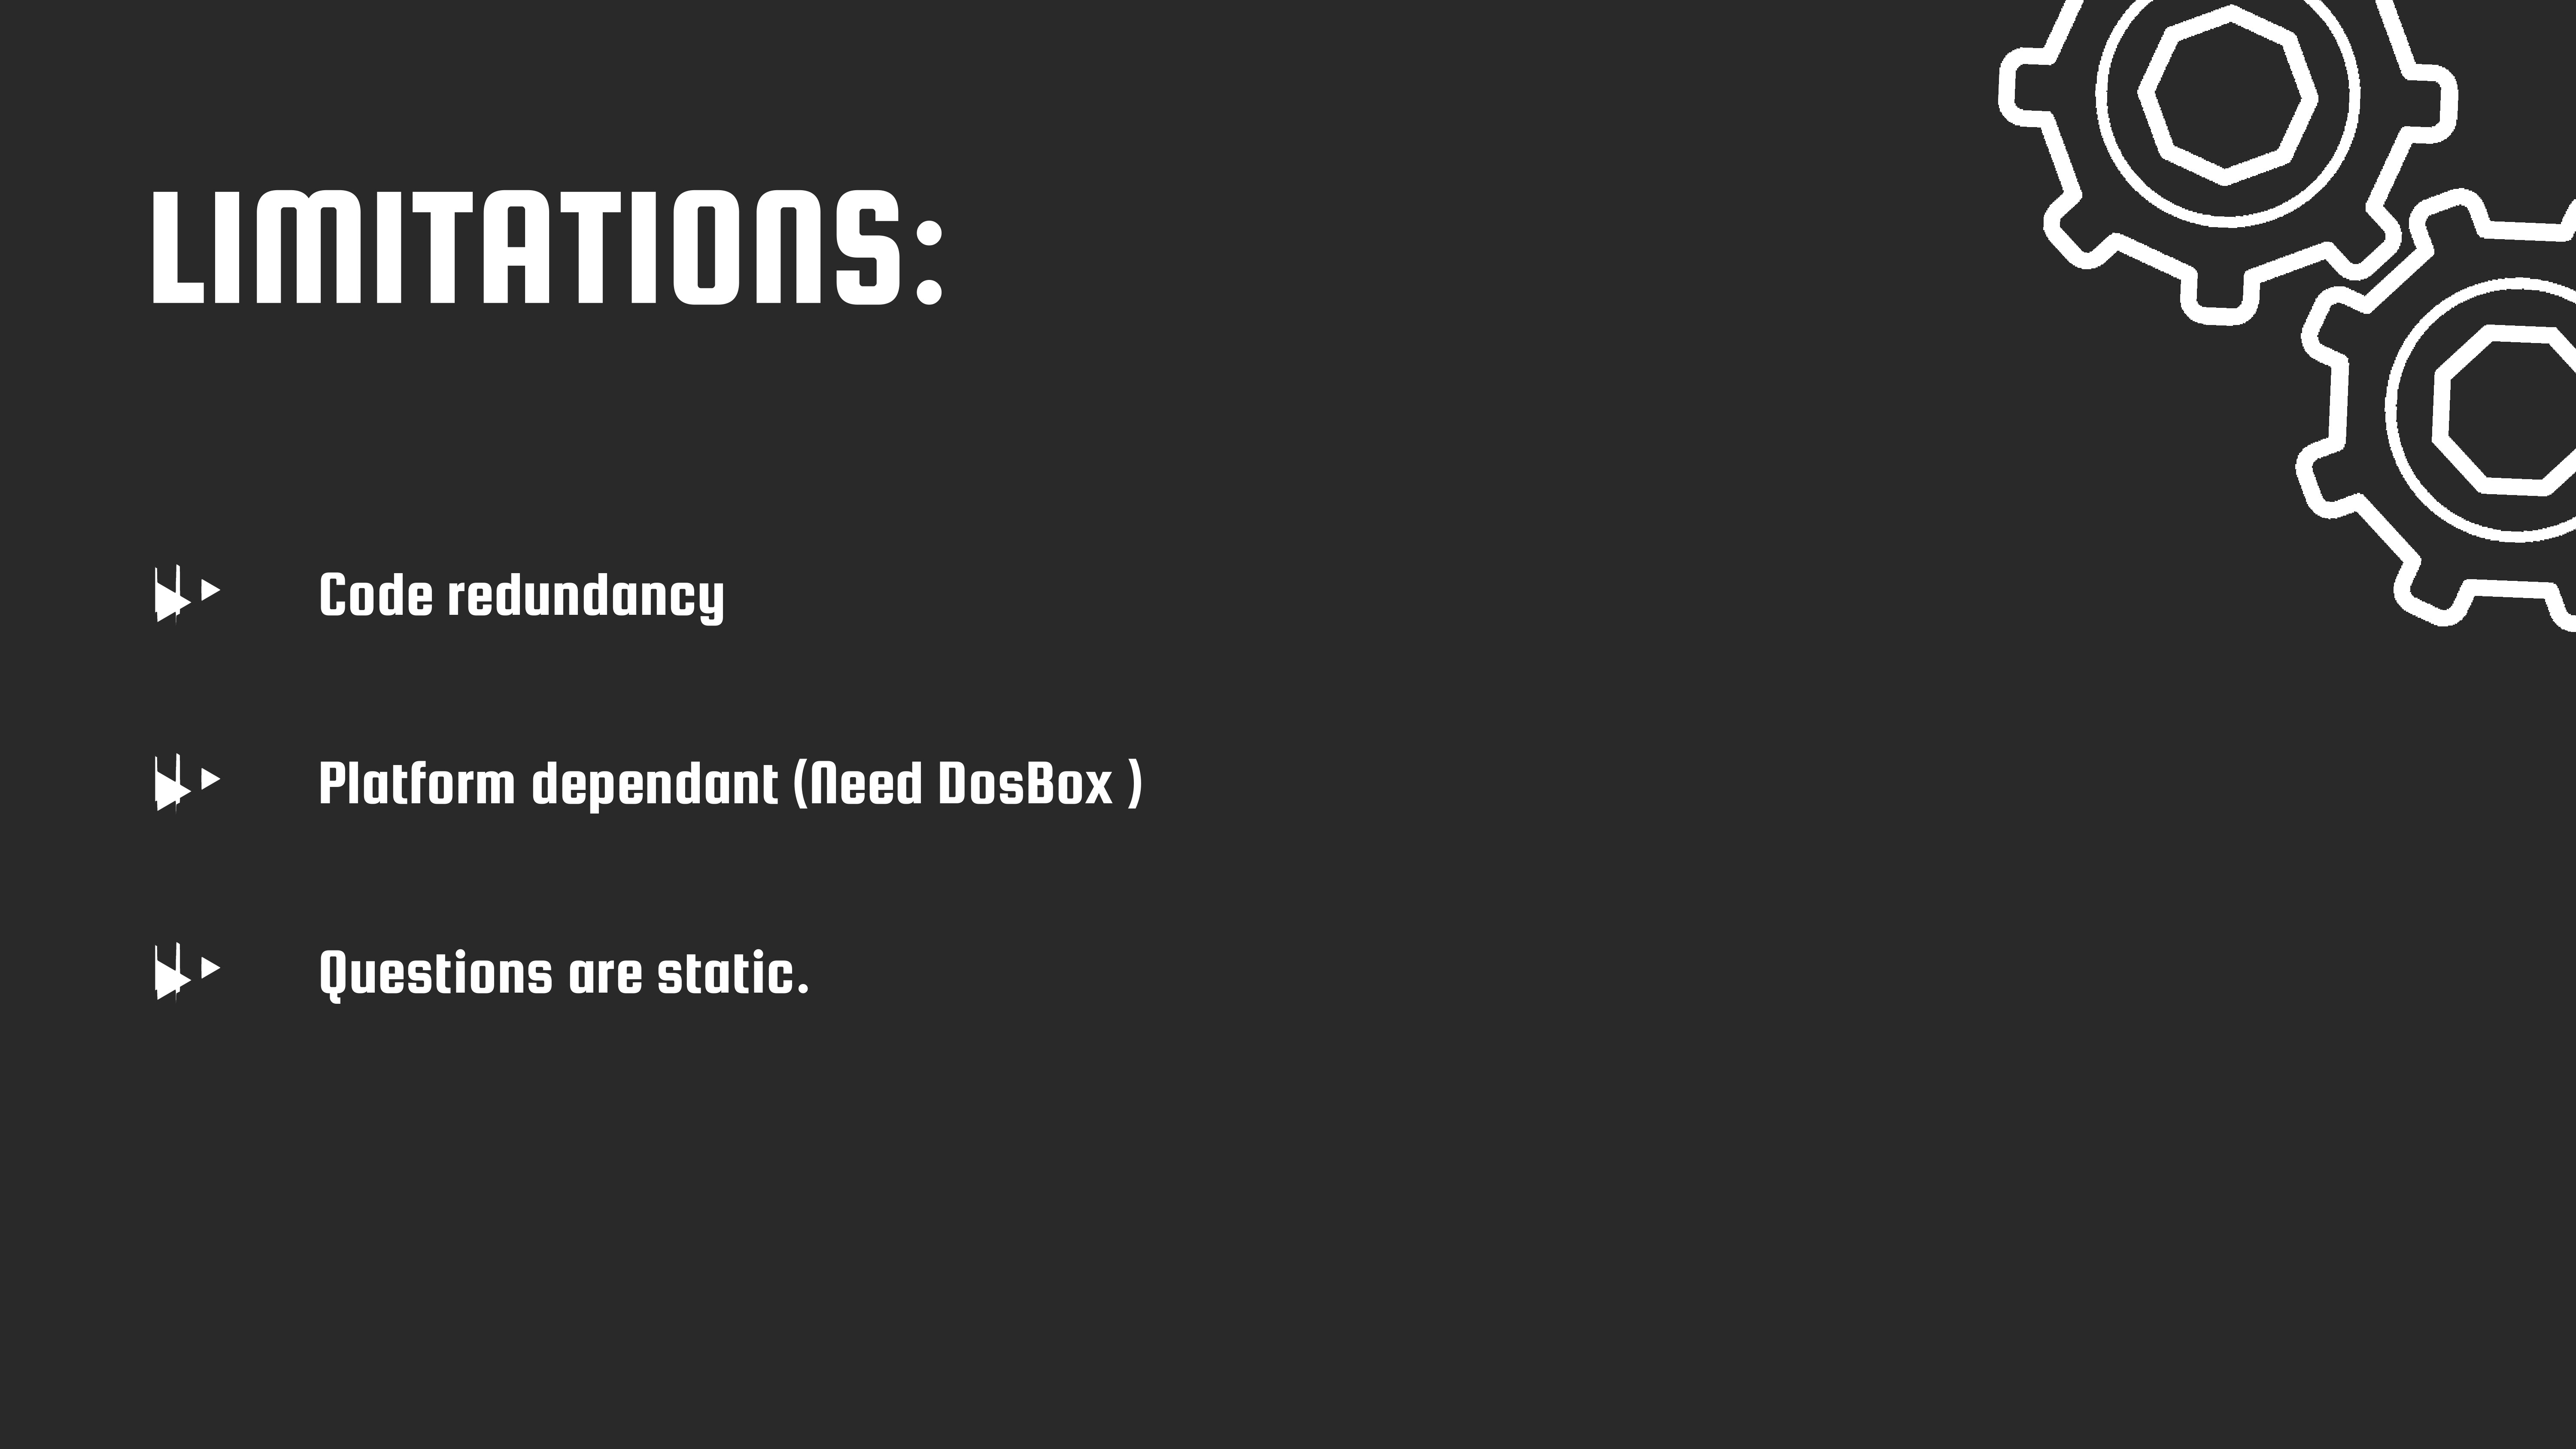 LIMITATIONS:
Code redundancy
Platform dependant (Need DosBox )
Questions are static.